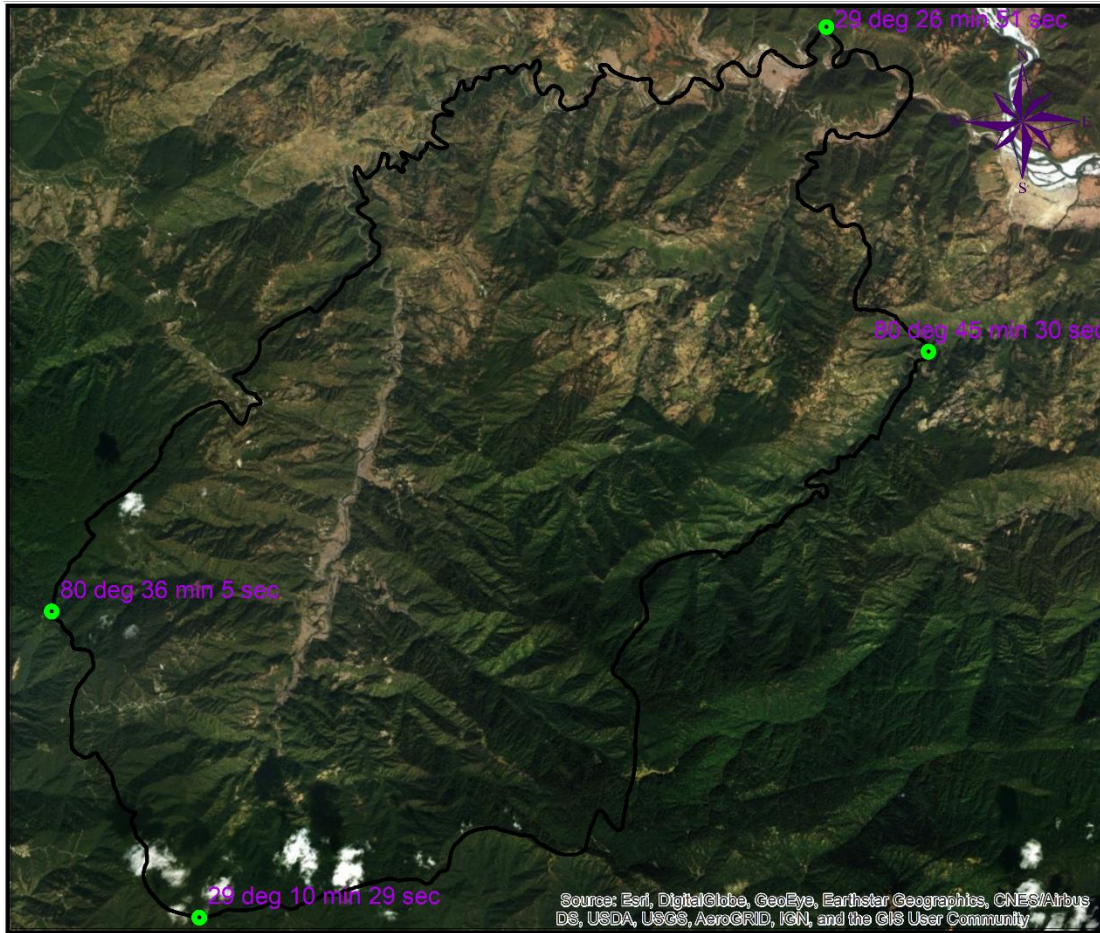 29 deg 26 min 51 sec
E
S
80 deg 45 min 30 sec
80 deg 36 min 5 sec
29 deg 10 min 29 sec
Source: Esri, DigitalGlobe, GeoEye, Earthstar Geographics, CNES/Airbus
DS, USDA, USGS, AeroGRID, IGN, and the GIS User Community